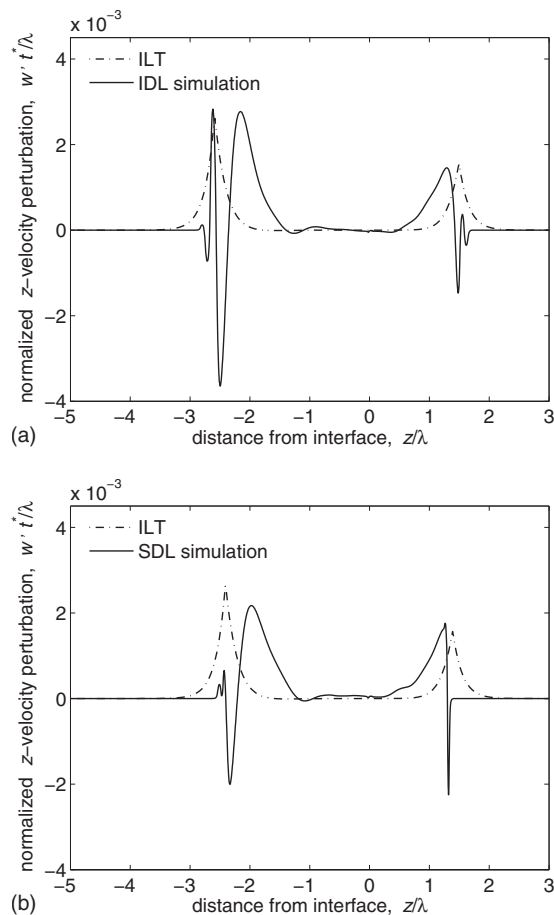 x 10⁻³
4
2
0
−2
−4
ILT
IDL simulation
normalized z−velocity perturbation, w' t*/λ
−5 −4 −3 −2 −1 0 1 2 3
(a)
distance from interface, z/λ
x 10⁻³
4
2
0
−2
−4
ILT
SDL simulation
normalized z−velocity perturbation, w' t*/λ
−5 −4 −3 −2 −1 0 1 2 3
(b)
distance from interface, z/λ